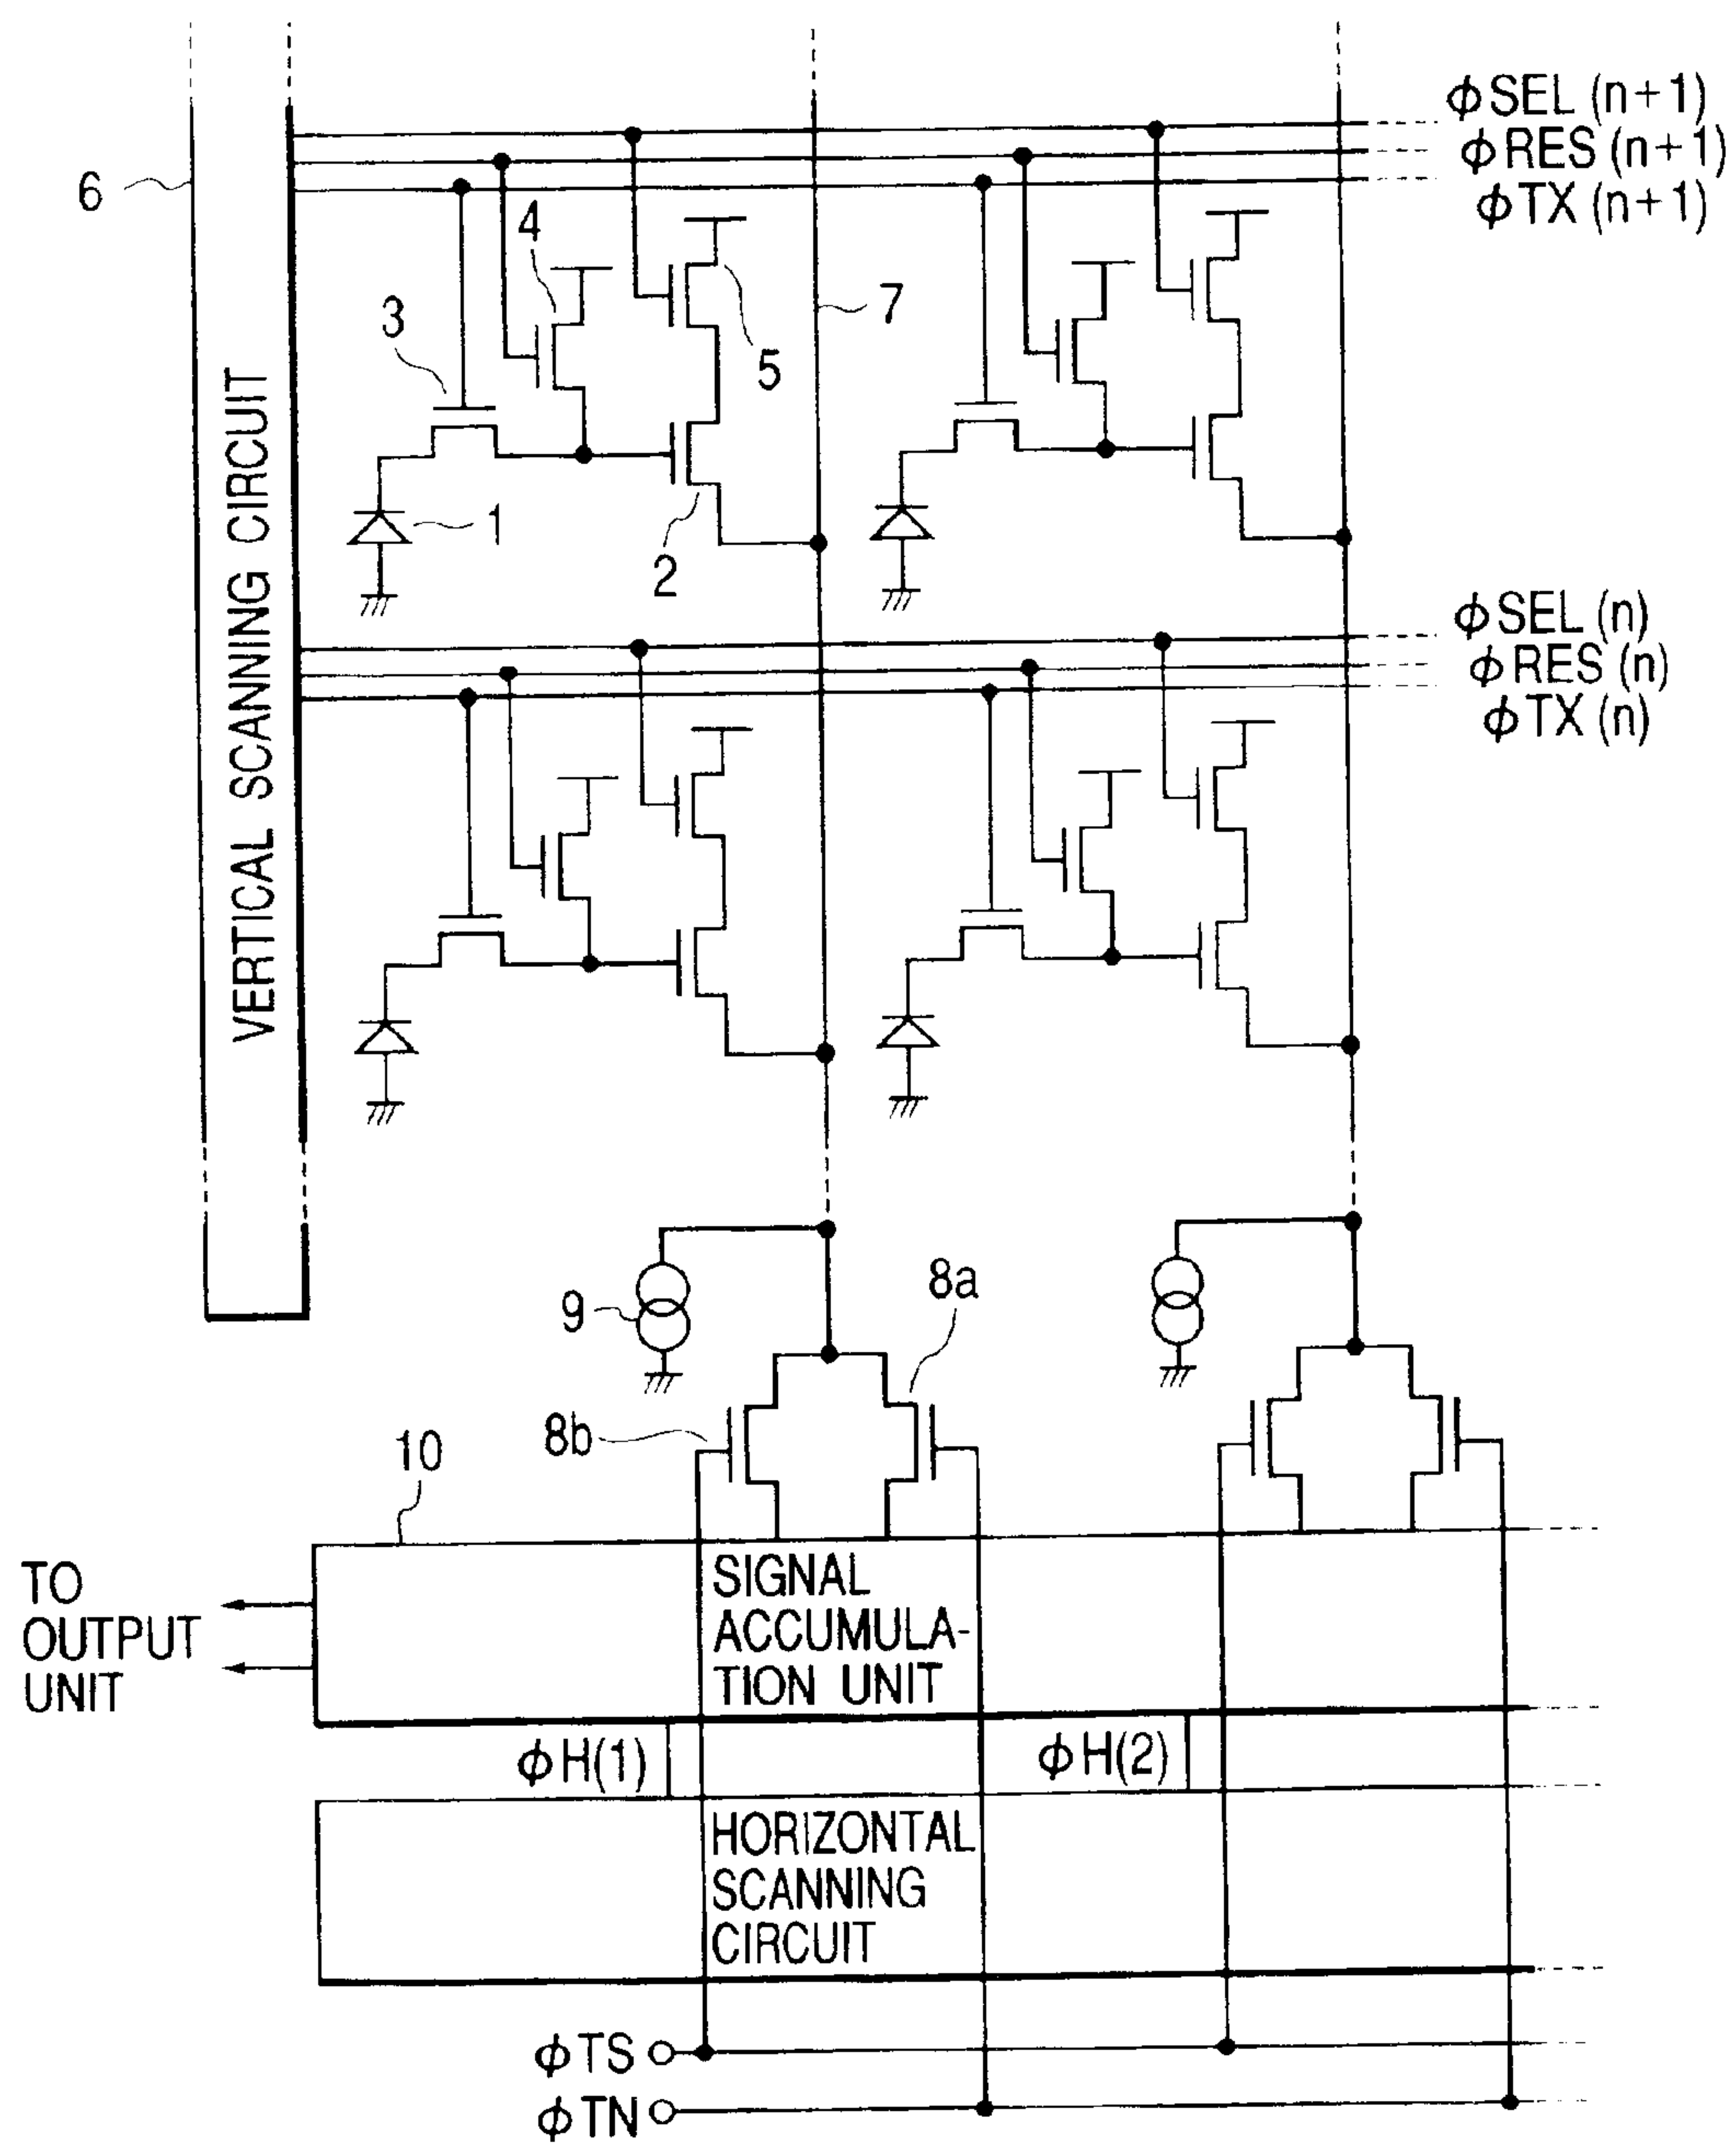 φSEL (n+1)
φRES (n+1)
φTX (n+1)
6
4
3
7
5
1
2
VERTICAL SCANNING CIRCUIT
φSEL (n)
φRES (n)
φTX (n)
9
8a
8b
10
TO
OUTPUT
UNIT
SIGNAL
ACCUMULA-
TION UNIT
φH(1)
φH(2)
HORIZONTAL
SCANNING
CIRCUIT
φTS
φTN